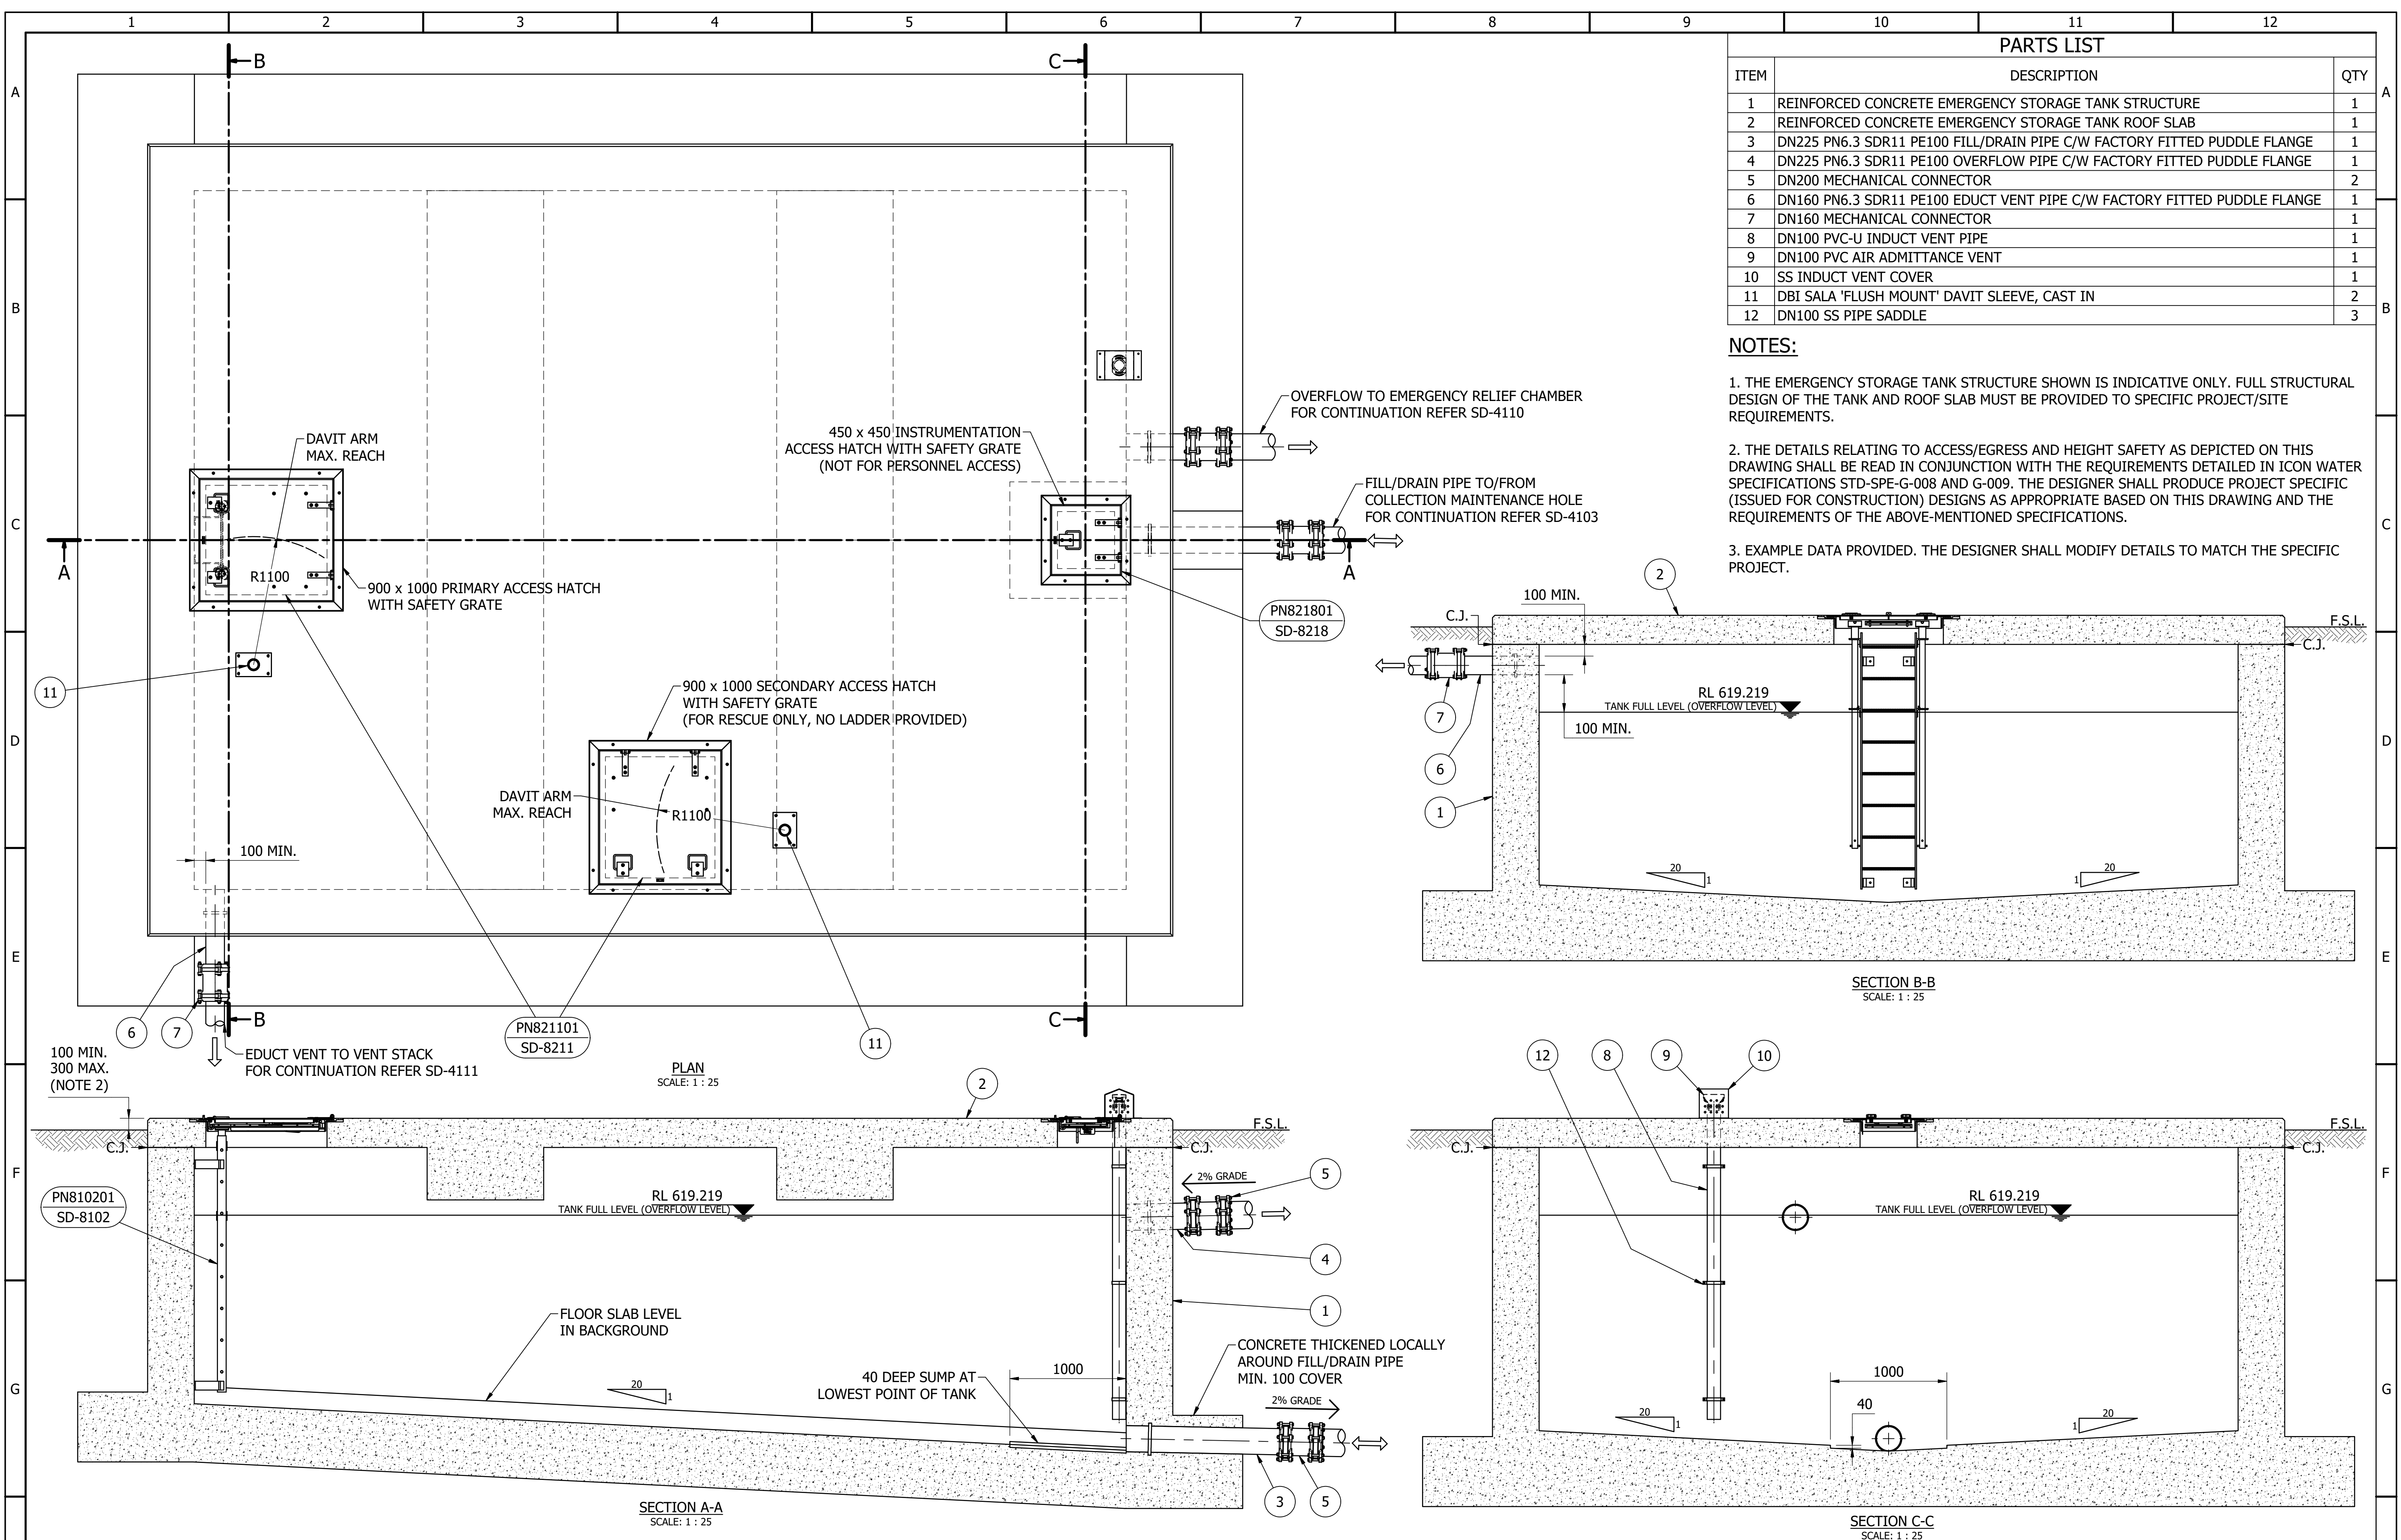 1 2 3 4 5 6 7 8 9 10 11 12
A
B
C
D
E
F
G
A
B
C
D
E
F
G
B
C
DAVIT ARM
MAX. REACH
450 x 450 INSTRUMENTATION
ACCESS HATCH WITH SAFETY GRATE
(NOT FOR PERSONNEL ACCESS)
OVERFLOW TO EMERGENCY RELIEF CHAMBER
FOR CONTINUATION REFER SD-4110
FILL/DRAIN PIPE TO/FROM
COLLECTION MAINTENANCE HOLE
FOR CONTINUATION REFER SD-4103
A
A
R1100
900 x 1000 PRIMARY ACCESS HATCH
WITH SAFETY GRATE
PN821801
SD-8218
11
900 x 1000 SECONDARY ACCESS HATCH
WITH SAFETY GRATE
(FOR RESCUE ONLY, NO LADDER PROVIDED)
DAVIT ARM
MAX. REACH
R1100
100 MIN.
B
C
6
7
PN821101
SD-8211
11
EDUCT VENT TO VENT STACK
FOR CONTINUATION REFER SD-4111
PLAN
SCALE: 1 : 25
PARTS LIST
ITEM DESCRIPTION QTY
1 REINFORCED CONCRETE EMERGENCY STORAGE TANK STRUCTURE 1
2 REINFORCED CONCRETE EMERGENCY STORAGE TANK ROOF SLAB 1
3 DN225 PN6.3 SDR11 PE100 FILL/DRAIN PIPE C/W FACTORY FITTED PUDDLE FLANGE 1
4 DN225 PN6.3 SDR11 PE100 OVERFLOW PIPE C/W FACTORY FITTED PUDDLE FLANGE 1
5 DN200 MECHANICAL CONNECTOR 2
6 DN160 PN6.3 SDR11 PE100 EDUCT VENT PIPE C/W FACTORY FITTED PUDDLE FLANGE 1
7 DN160 MECHANICAL CONNECTOR 1
8 DN100 PVC-U INDUCT VENT PIPE 1
9 DN100 PVC AIR ADMITTANCE VENT 1
10 SS INDUCT VENT COVER 1
11 DBI SALA 'FLUSH MOUNT' DAVIT SLEEVE, CAST IN 2
12 DN100 SS PIPE SADDLE 3
NOTES:
1. THE EMERGENCY STORAGE TANK STRUCTURE SHOWN IS INDICATIVE ONLY. FULL STRUCTURAL
DESIGN OF THE TANK AND ROOF SLAB MUST BE PROVIDED TO SPECIFIC PROJECT/SITE
REQUIREMENTS.
2. THE DETAILS RELATING TO ACCESS/EGRESS AND HEIGHT SAFETY AS DEPICTED ON THIS
DRAWING SHALL BE READ IN CONJUNCTION WITH THE REQUIREMENTS DETAILED IN ICON WATER
SPECIFICATIONS STD-SPE-G-008 AND G-009. THE DESIGNER SHALL PRODUCE PROJECT SPECIFIC
(ISSUED FOR CONSTRUCTION) DESIGNS AS APPROPRIATE BASED ON THIS DRAWING AND THE
REQUIREMENTS OF THE ABOVE-MENTIONED SPECIFICATIONS.
3. EXAMPLE DATA PROVIDED. THE DESIGNER SHALL MODIFY DETAILS TO MATCH THE SPECIFIC
PROJECT.
2
100 MIN.
C.J.
F.S.L.
C.J.
RL 619.219
TANK FULL LEVEL (OVERFLOW LEVEL)
100 MIN.
7
6
1
20
1
20
1
SECTION B-B
SCALE: 1 : 25
100 MIN.
300 MAX.
(NOTE 2)
2
F.S.L.
C.J.
C.J.
PN810201
SD-8102
RL 619.219
TANK FULL LEVEL (OVERFLOW LEVEL)
2% GRADE
5
4
1
FLOOR SLAB LEVEL
IN BACKGROUND
CONCRETE THICKENED LOCALLY
AROUND FILL/DRAIN PIPE
MIN. 100 COVER
40 DEEP SUMP AT
LOWEST POINT OF TANK
1000
20
1
2% GRADE
3
5
SECTION A-A
SCALE: 1 : 25
12
8
9
10
F.S.L.
C.J.
C.J.
RL 619.219
TANK FULL LEVEL (OVERFLOW LEVEL)
1000
40
20
1
20
1
SECTION C-C
SCALE: 1 : 25